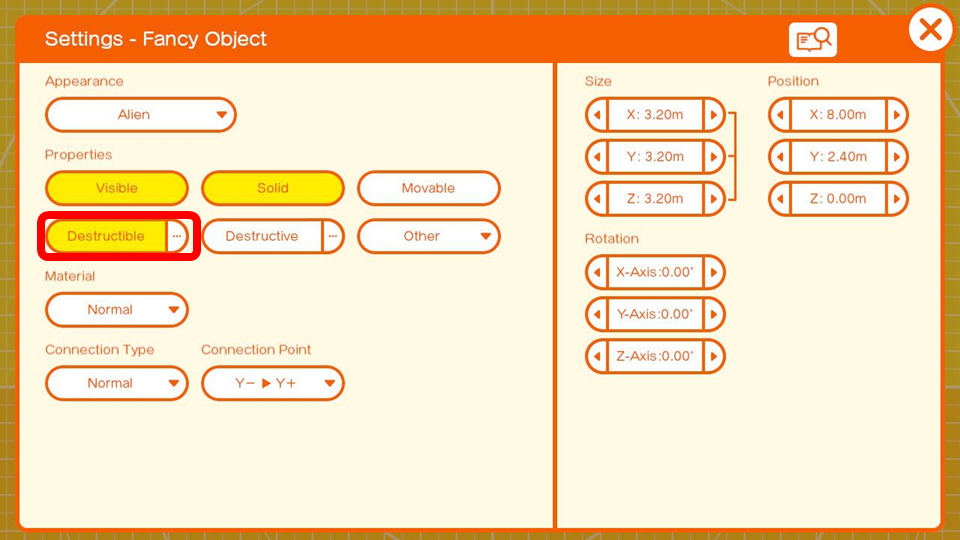 Settings - Fancy Object
Appearance
Alien
Properties
Visible
Solid
Movable
Destructible ...
Destructive ...
Other
Material
Normal
Connection Type
Connection Point
Normal
Y− ▶ Y+
Size
X: 3.20m
Y: 3.20m
Z: 3.20m
Position
X: 8.00m
Y: 2.40m
Z: 0.00m
Rotation
X-Axis:0.00°
Y-Axis:0.00°
Z-Axis:0.00°